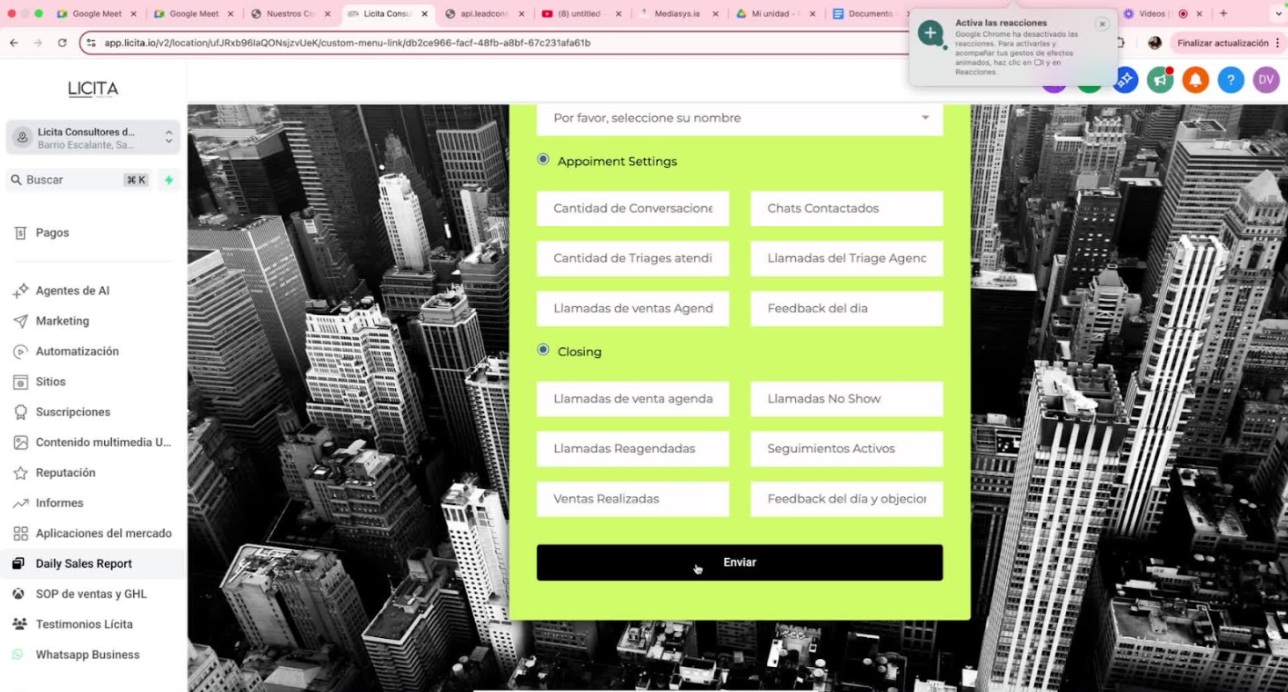 Google Meet
Google Meet
Nuestros Co
Licita Consu
api.leadcon
(8) untitled
Mediasys.ia
Mi unidad -
Documento
Videos |
Activa las reacciones
Google Chrome ha desactivado las
reacciones. Para activarlas y
acompañar tus gestos de efectos
animados, haz clic en y en
Reacciones.
app.licita.io/v2/location/ufJRxb96IaQONsjzvUeK/custom-menu-link/db2ce966-facf-48fb-a8bf-67c231afa61b
Finalizar actualización
LICITA
DV
Licita Consultores d...
Barrio Escalante, Sa...
Buscar
⌘ K
Pagos
Agentes de AI
Marketing
Automatización
Sitios
Suscripciones
Contenido multimedia U...
Reputación
Informes
Aplicaciones del mercado
Daily Sales Report
SOP de ventas y GHL
Testimonios Lícita
Whatsapp Business
Por favor, seleccione su nombre
Appoiment Settings
Cantidad de Conversacione
Chats Contactados
Cantidad de Triages atendi
Llamadas del Triage Agenc
Llamadas de ventas Agend
Feedback del dia
Closing
Llamadas de venta agenda
Llamadas No Show
Llamadas Reagendadas
Seguimientos Activos
Ventas Realizadas
Feedback del día y objecior
Enviar